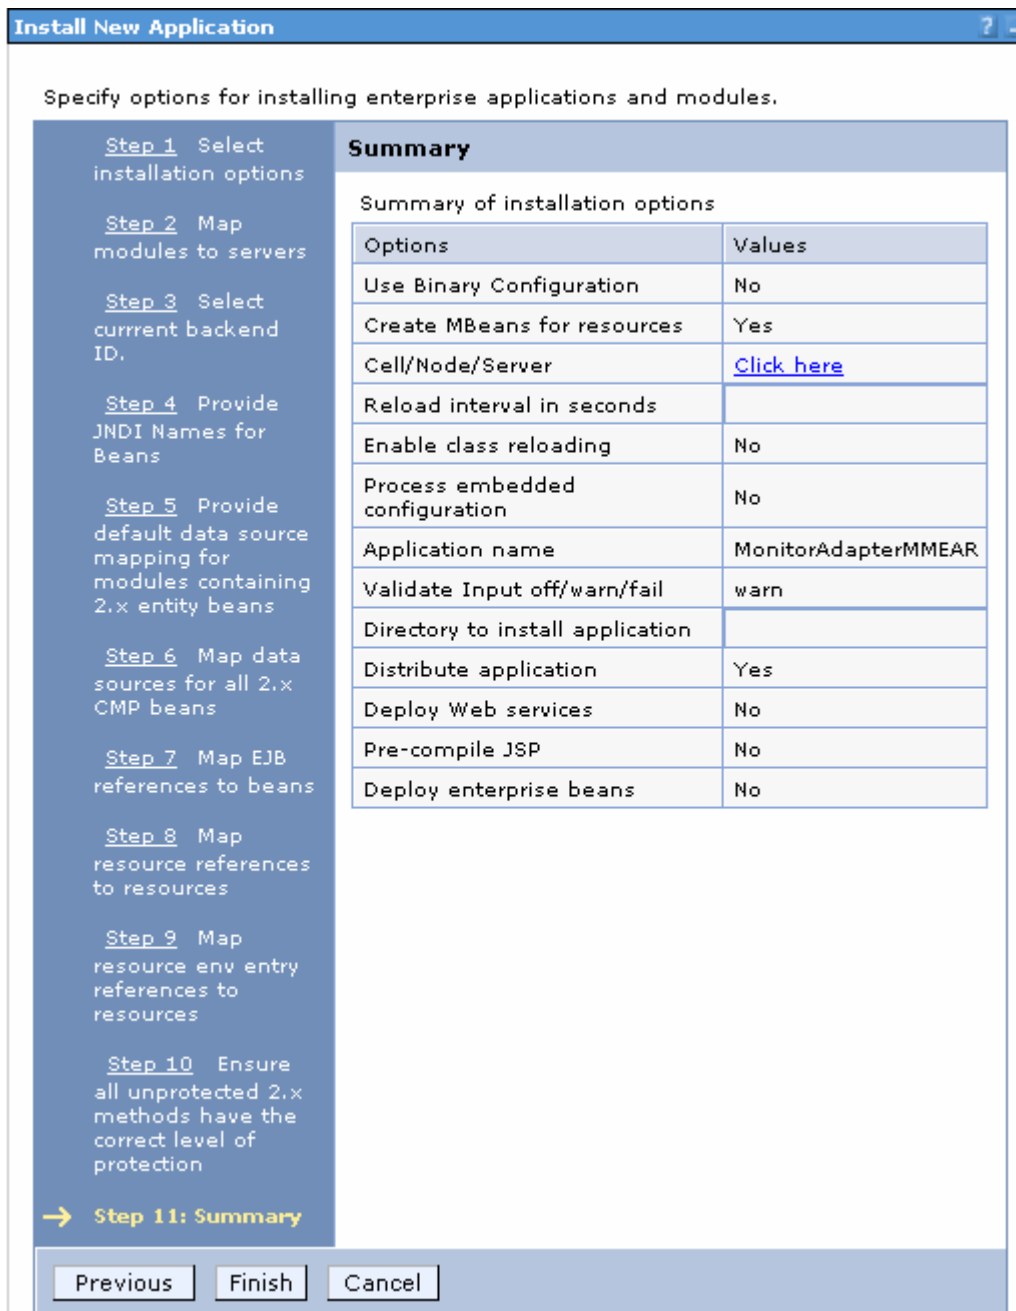 Install New Application
?
Specify options for installing enterprise applications and modules.
Step 1 Select
installation options
Step 2 Map
modules to servers
Step 3 Select
currrent backend
ID.
Step 4 Provide
JNDI Names for
Beans
Step 5 Provide
default data source
mapping for
modules containing
2.x entity beans
Step 6 Map data
sources for all 2.x
CMP beans
Step 7 Map EJB
references to beans
Step 8 Map
resource references
to resources
Step 9 Map
resource env entry
references to
resources
Step 10 Ensure
all unprotected 2.x
methods have the
correct level of
protection
Step 11: Summary
Summary
Summary of installation options
Options Values
Use Binary Configuration No
Create MBeans for resources Yes
Cell/Node/Server Click here
Reload interval in seconds
Enable class reloading No
Process embedded
configuration No
Application name MonitorAdapterMMEAR
Validate Input off/warn/fail warn
Directory to install application
Distribute application Yes
Deploy Web services No
Pre-compile JSP No
Deploy enterprise beans No
Previous Finish Cancel